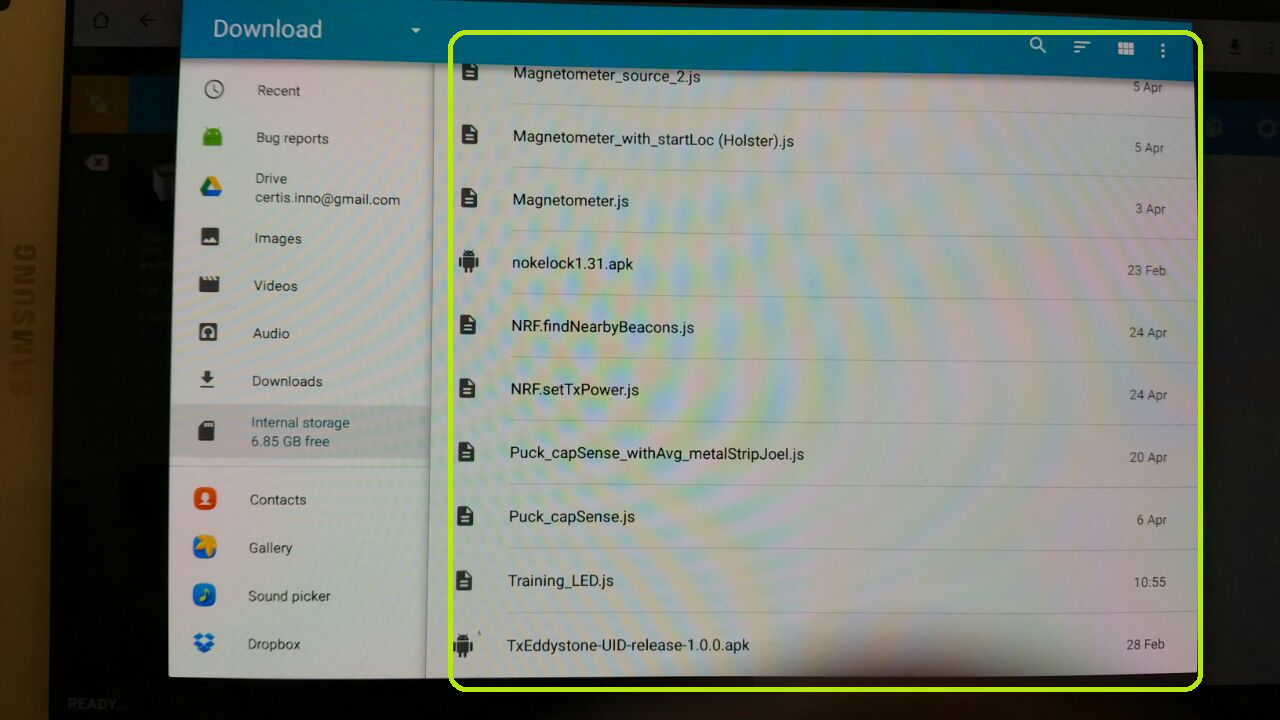 Download
Recent
Bug reports
Drive
certis.inno@gmail.com
Images
Videos
Audio
Downloads
Internal storage
6.85 GB free
Contacts
Gallery
Sound picker
Dropbox
Magnetometer_source_2.js 5 Apr
Magnetometer_with_startLoc (Holster).js 5 Apr
Magnetometer.js 3 Apr
nokelock1.31.apk 23 Feb
NRF.findNearbyBeacons.js 24 Apr
NRF.setTxPower.js 24 Apr
Puck_capSense_withAvg_metalStripJoel.js 20 Apr
Puck_capSense.js 6 Apr
Training_LED.js 10:55
TxEddystone-UID-release-1.0.0.apk 28 Feb
SAMSUNG
READY...